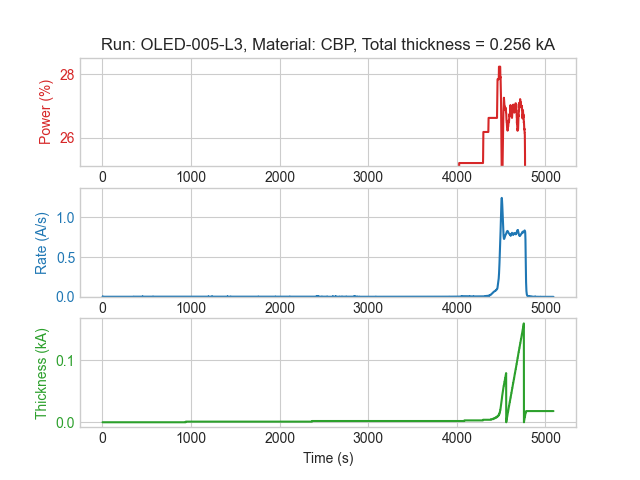 Run: OLED-005-L3, Material: CBP, Total thickness = 0.256 kA
28
26
Power (%)
0 1000 2000 3000 4000 5000
1.0
0.5
0.0
Rate (A/s)
0 1000 2000 3000 4000 5000
0.1
0.0
Thickness (kA)
0 1000 2000 3000 4000 5000
Time (s)